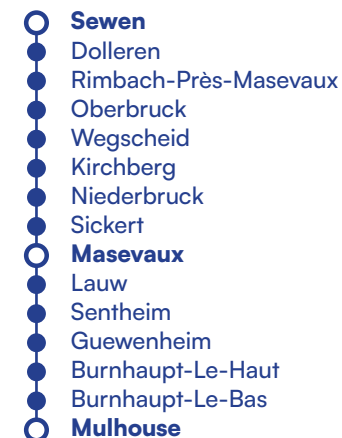 Sewen
Dolleren
Rimbach-Près-Masevaux
Oberbruck
Wegscheid
Kirchberg
Niederbruck
Sickert
Masevaux
Lauw
Sentheim
Guewenheim
Burnhaupt-Le-Haut
Burnhaupt-Le-Bas
Mulhouse